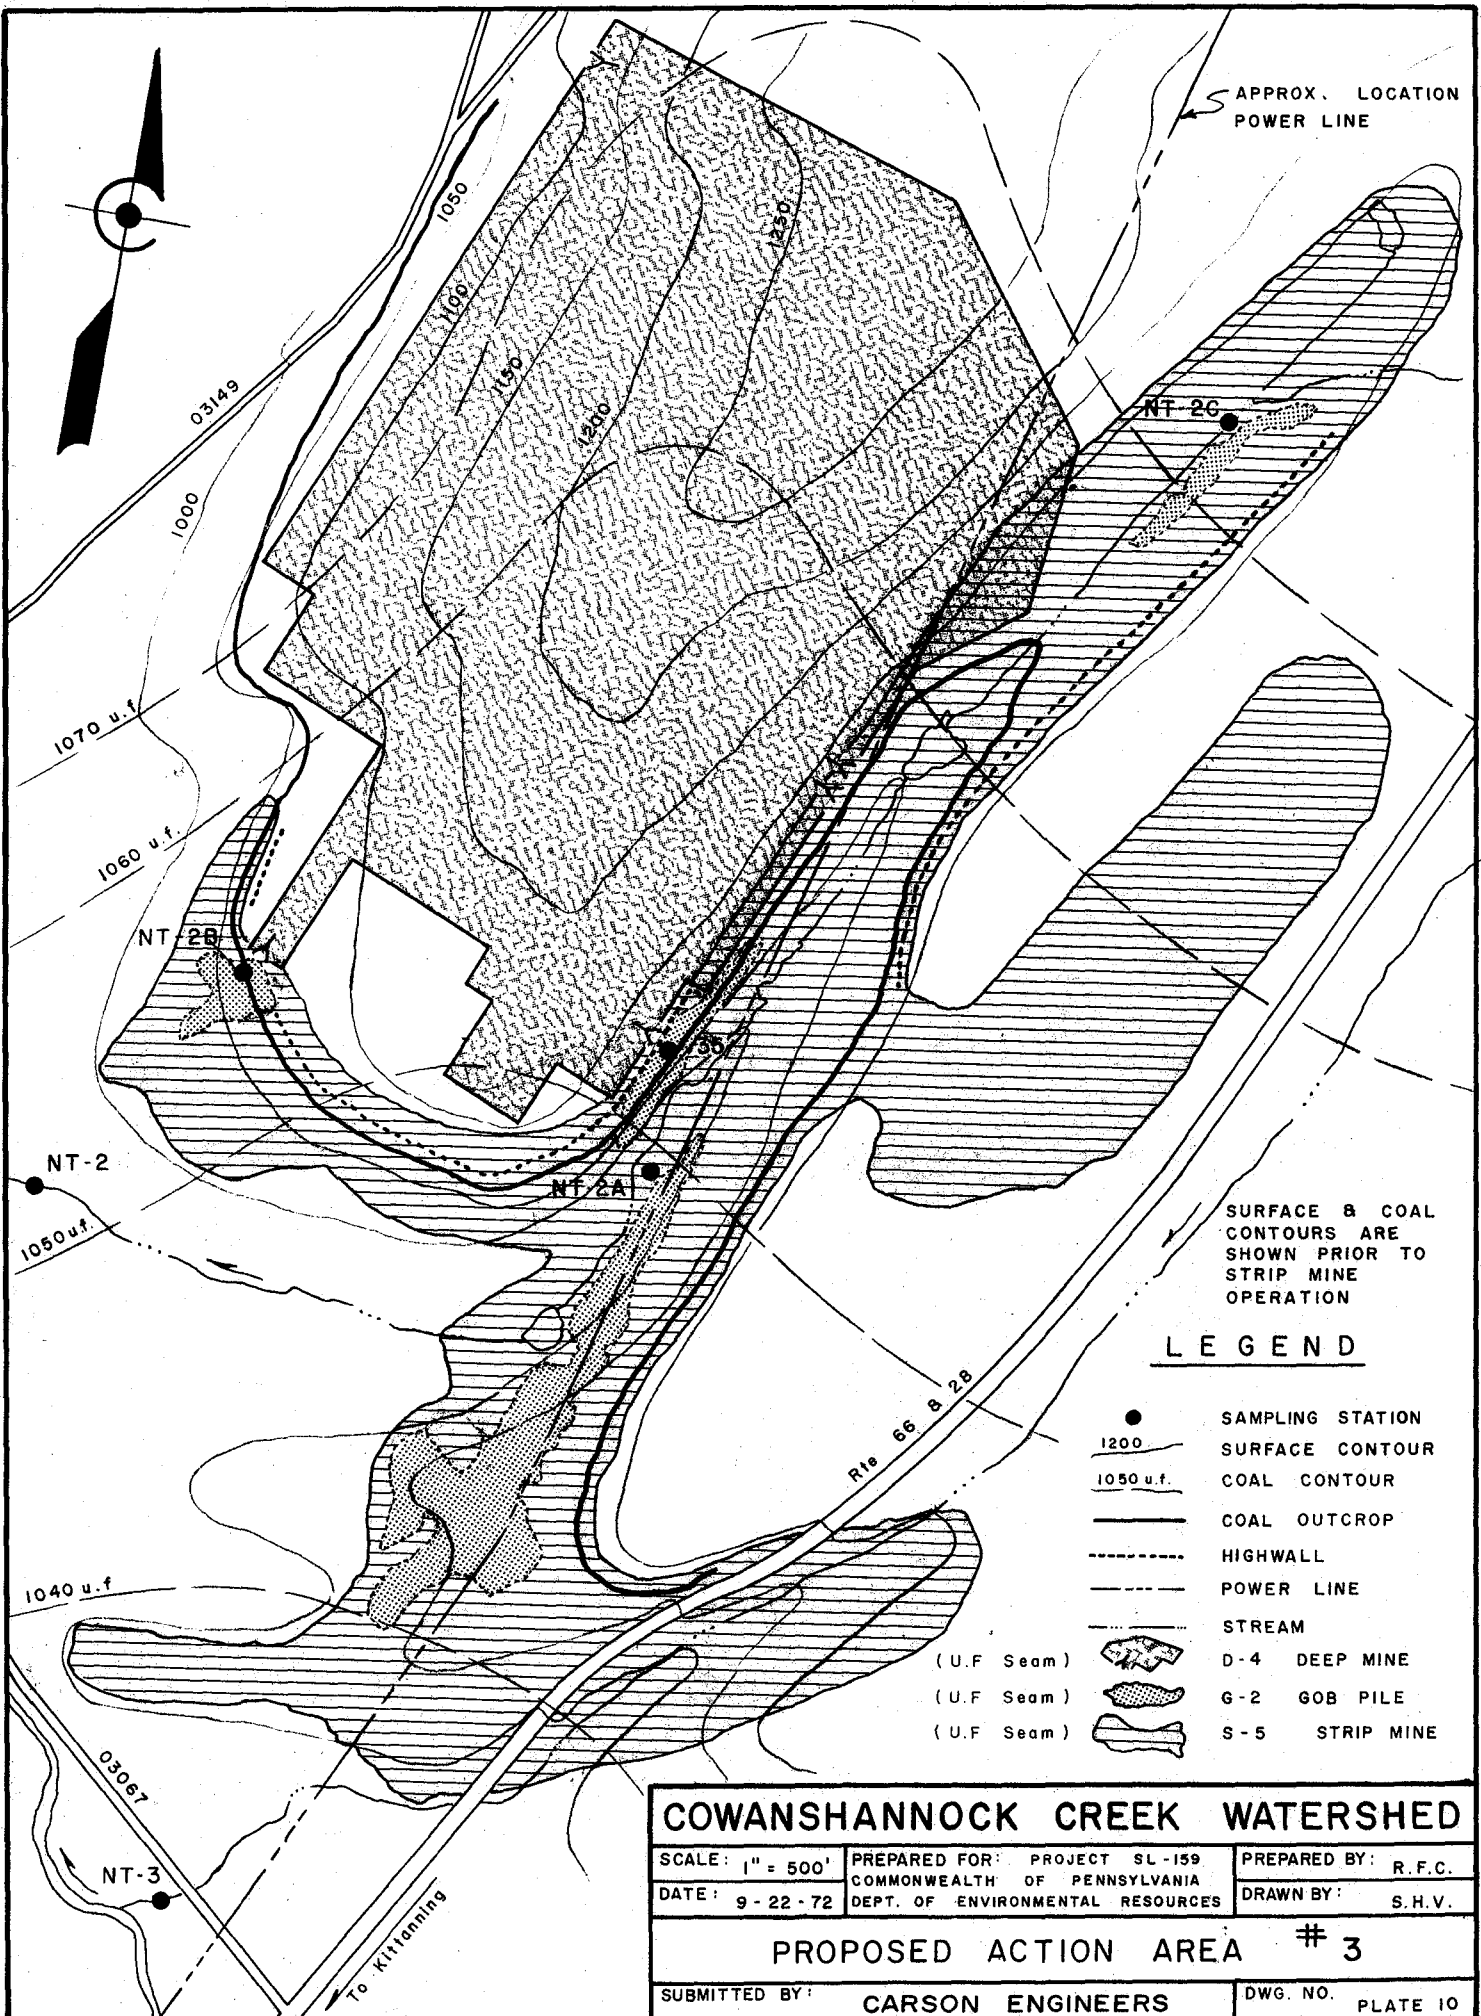 APPROX. LOCATION
POWER LINE
1050
1250
1100
1150
1200
03149
NT-2C
1000
1070 u.f.
1060 u.f.
NT-2B
35
NT-2
NT-2A
1050 u.f.
SURFACE & COAL
CONTOURS ARE
SHOWN PRIOR TO
STRIP MINE
OPERATION
LEGEND
SAMPLING STATION
1200 SURFACE CONTOUR
1050 u.f. COAL CONTOUR
COAL OUTCROP
HIGHWALL
POWER LINE
STREAM
(U.F Seam) D-4 DEEP MINE
(U.F Seam) G-2 GOB PILE
(U.F Seam) S-5 STRIP MINE
Rte 66 & 28
1040 u.f
03067
NT-3
To Kittanning
COWANSHANNOCK CREEK WATERSHED
SCALE: 1" = 500'
PREPARED FOR: PROJECT SL-159
COMMONWEALTH OF PENNSYLVANIA
DEPT. OF ENVIRONMENTAL RESOURCES
PREPARED BY: R.F.C.
DATE: 9-22-72
DRAWN BY: S.H.V.
PROPOSED ACTION AREA # 3
SUBMITTED BY: CARSON ENGINEERS
DWG. NO. PLATE 10